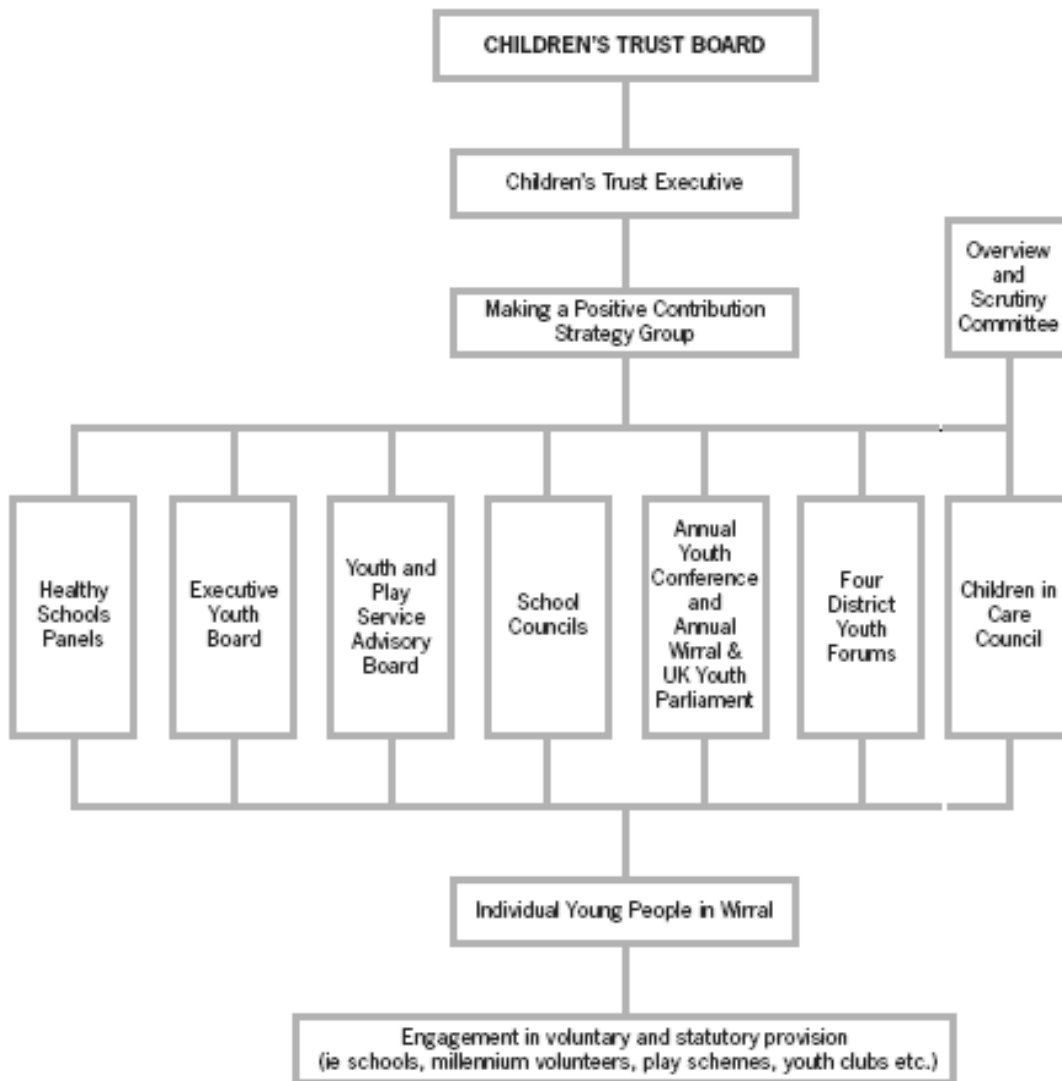 CHILDREN'S TRUST BOARD
Children's Trust Executive
Making a Positive Contribution
Strategy Group
Overview
and
Scrutiny
Committee
Healthy
Schools
Panels
Executive
Youth
Board
Youth and
Play
Service
Advisory
Board
School
Councils
Annual
Youth
Conference
and
Annual
Wirral &
UK Youth
Parliament
Four
District
Youth
Forums
Children in
Care
Council
Individual Young People in Wirral
Engagement in voluntary and statutory provision
(ie schools, millennium volunteers, play schemes, youth clubs etc.)